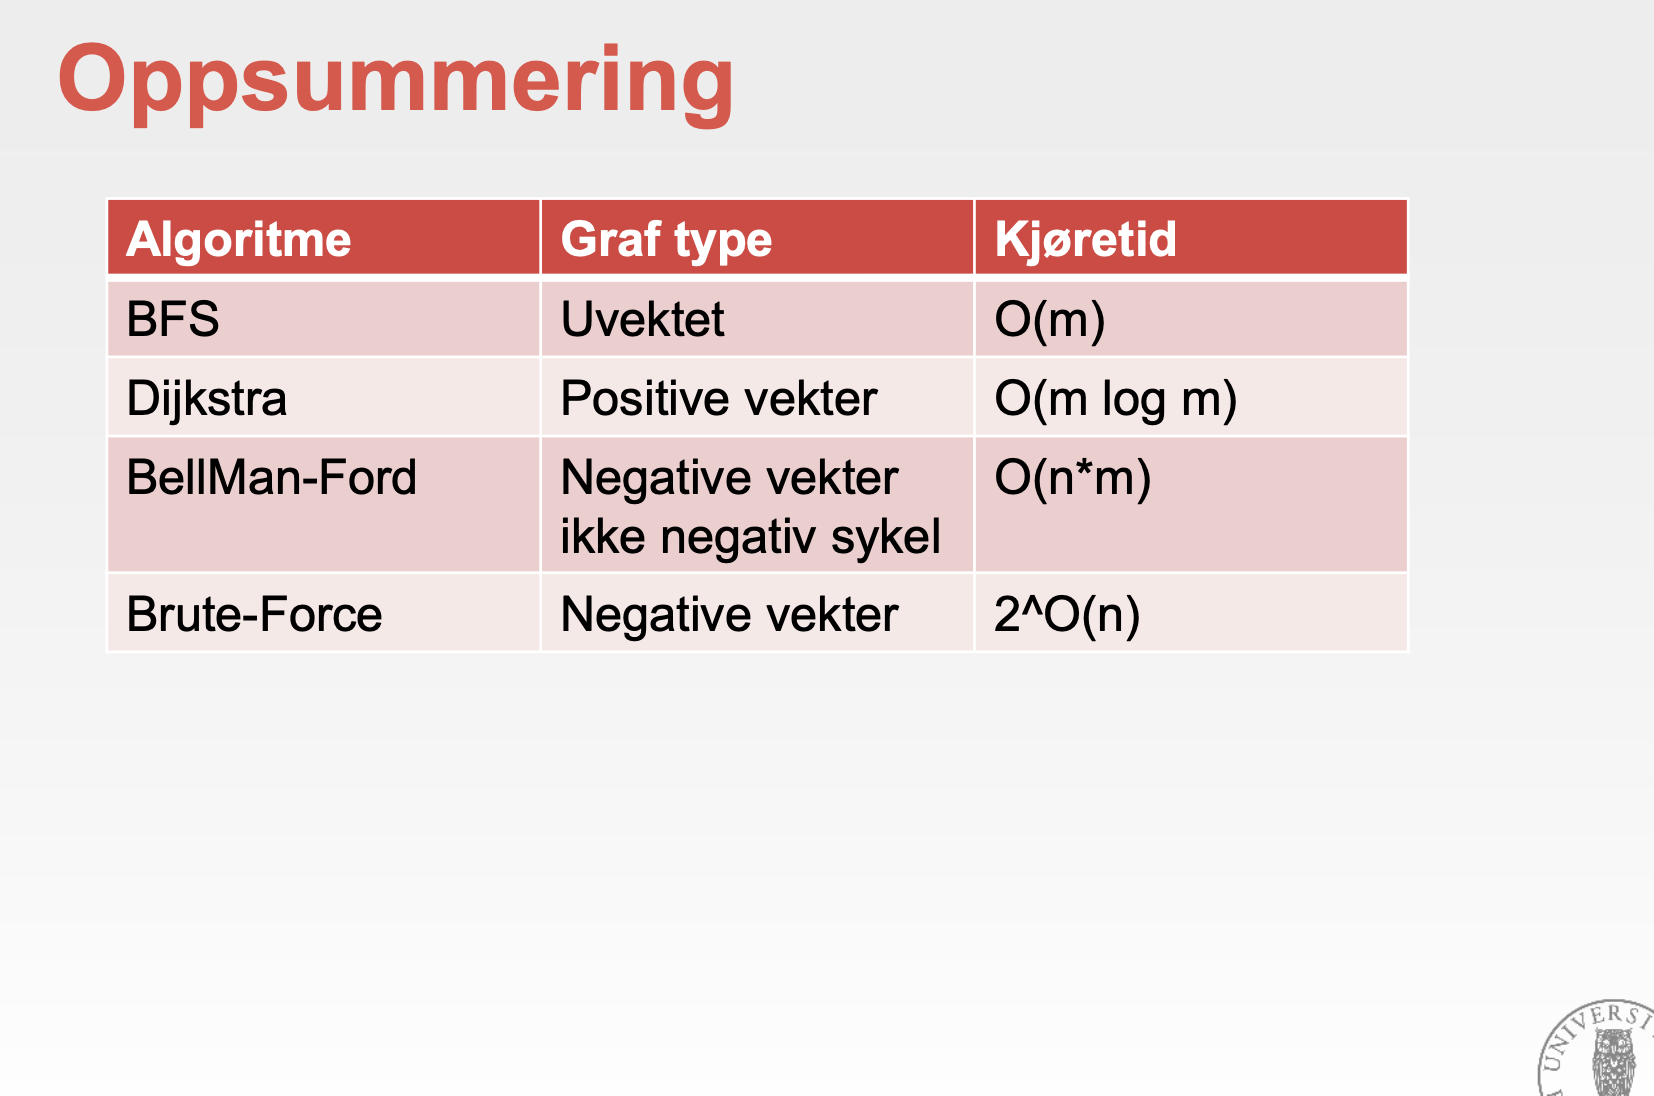 Oppsummering
Algoritme Graf type Kjøretid
BFS Uvektet O(m)
Dijkstra Positive vekter O(m log m)
BellMan-Ford Negative vekter O(n*m)
ikke negativ sykel
Brute-Force Negative vekter 2^O(n)